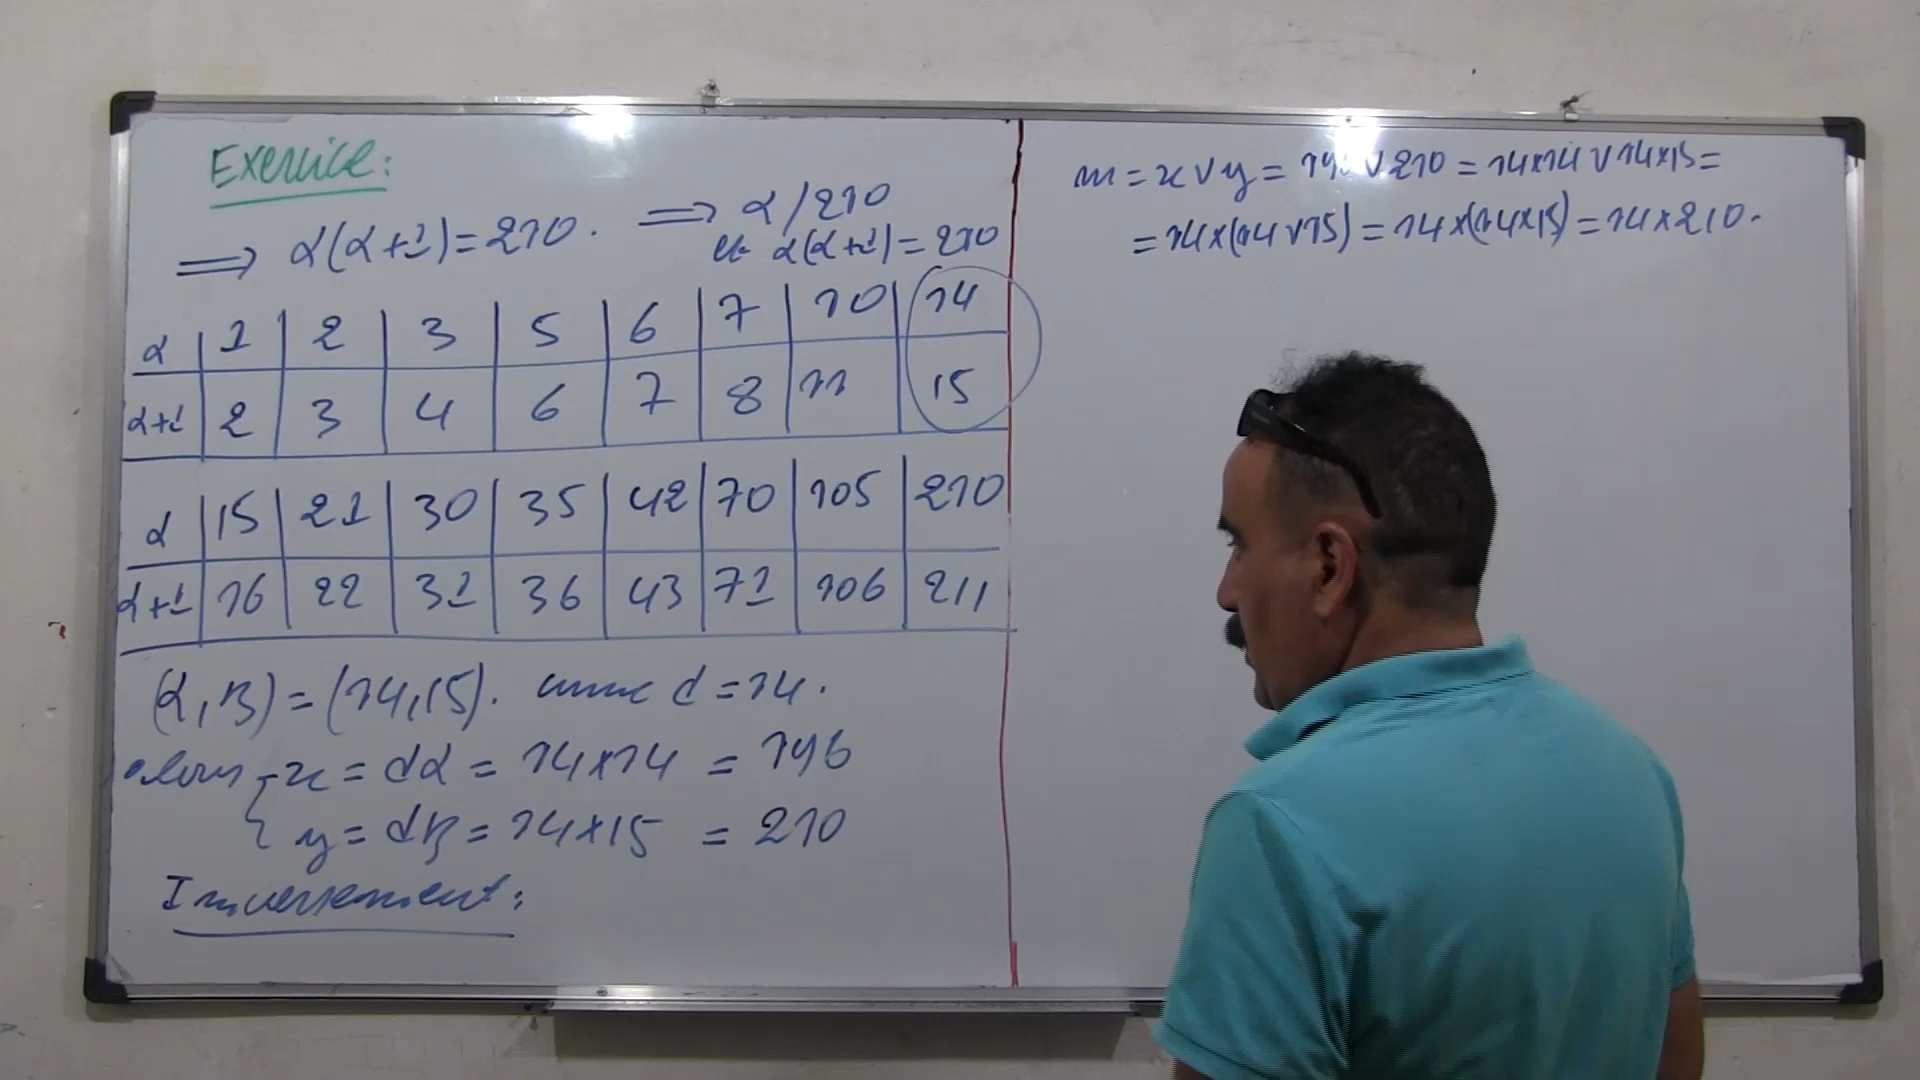 Exercice:
⟹ α(α+1)=210. ⟹ α/210
et α(α+1)=210
α | 1 | 2 | 3 | 5 | 6 | 7 | 10 | 14
α+1 | 2 | 3 | 4 | 6 | 7 | 8 | 11 | 15
α | 15 | 21 | 30 | 35 | 42 | 70 | 105 | 210
α+1 | 16 | 22 | 31 | 36 | 43 | 71 | 106 | 211
(α,β)=(14,15). d=14.
alors { x = dα = 14×14 = 196
y = dβ = 14×15 = 210
Inversement:
m = x∨y = 196∨210 = 14×14∨14×15=
= 14×(14∨15) = 14×(14×15) = 14×210.